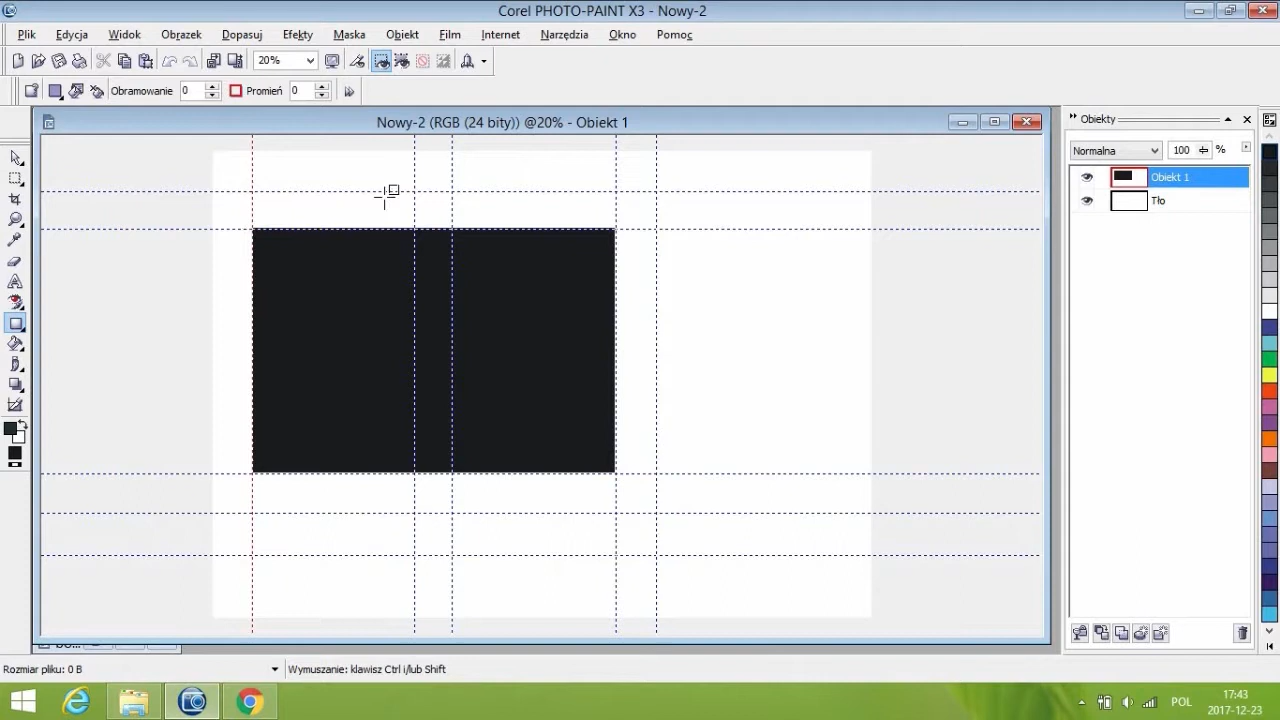 Corel PHOTO-PAINT X3 - Nowy-2
Plik Edycja Widok Obrazek Dopasuj Efekty Maska Obiekt Film Internet Narzędzia Okno Pomoc
20%
Obramowanie 0 Promień 0
Nowy-2 (RGB (24 bity)) @20% - Obiekt 1
Obiekty
Normalna 100 %
Obiekt 1
Tło
Rozmiar pliku: 0 B Wymuszanie: klawisz Ctrl i/lub Shift
POL
17:43
2017-12-23